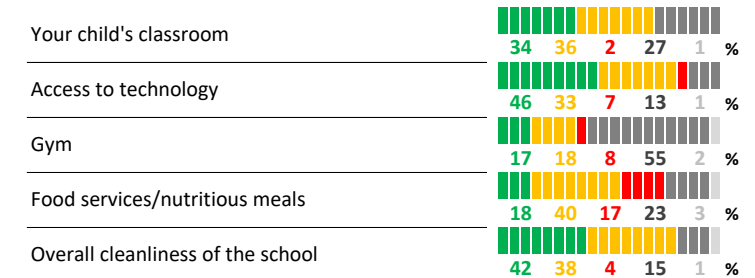 Your child's classroom
34 36 2 27 1 %
Access to technology
46 33 7 13 1 %
Gym
17 18 8 55 2 %
Food services/nutritious meals
18 40 17 23 3 %
Overall cleanliness of the school
42 38 4 15 1 %